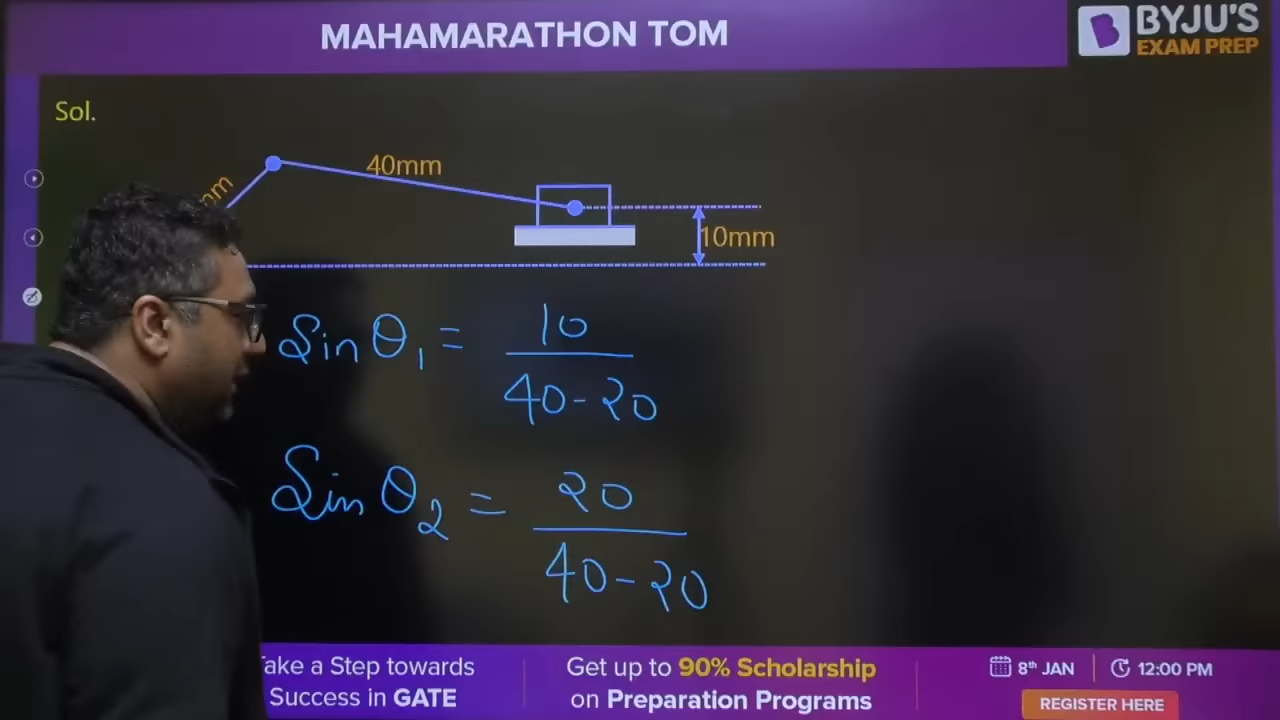 MAHAMARATHON TOM
BYJU'S
EXAM PREP
Sol.
40mm
10mm
Sin θ₁ = 10 / 40-20
Sin θ₂ = 20 / 40-20
Take a Step towards
Success in GATE
Get up to 90% Scholarship
on Preparation Programs
8th JAN
12:00 PM
REGISTER HERE